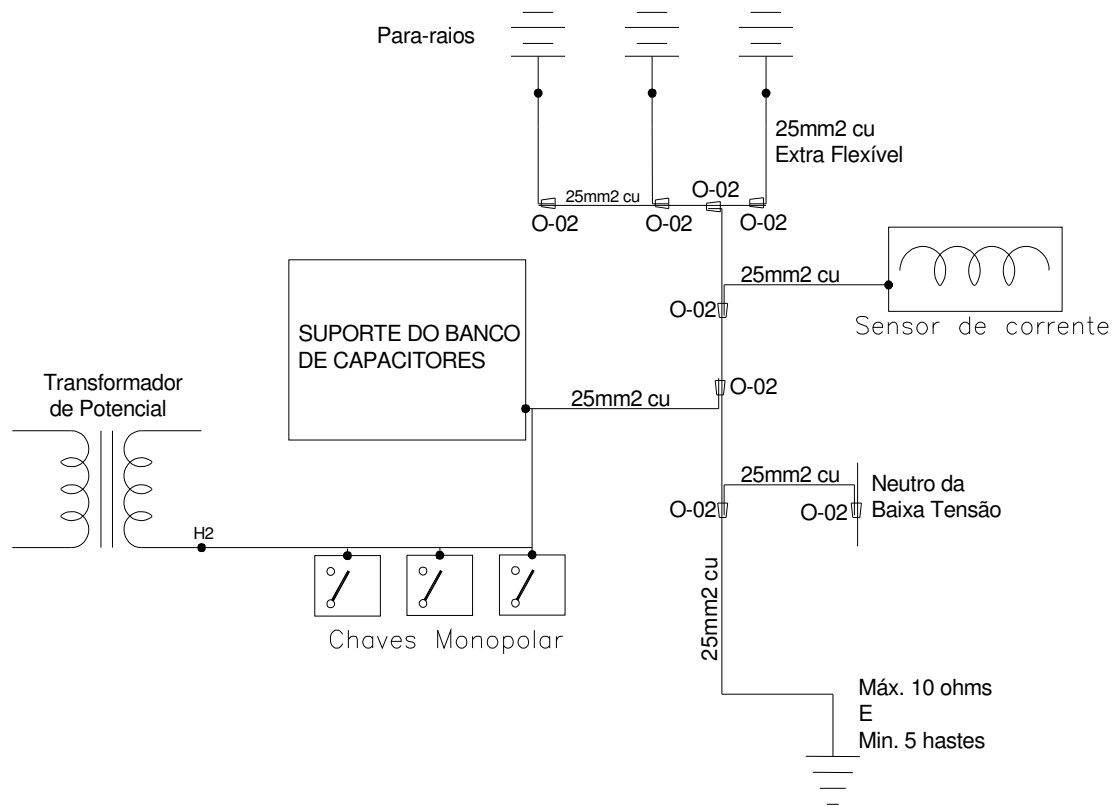 Para-raios
25mm2 cu
Extra Flexível
25mm2 cu
O-02
O-02
O-02
O-02
25mm2 cu
O-02
Sensor de corrente
SUPORTE DO BANCO
DE CAPACITORES
Transformador
de Potencial
25mm2 cu
O-02
25mm2 cu
O-02
O-02
Neutro da
Baixa Tensão
H2
25mm2 cu
Chaves Monopolar
Máx. 10 ohms
E
Min. 5 hastes